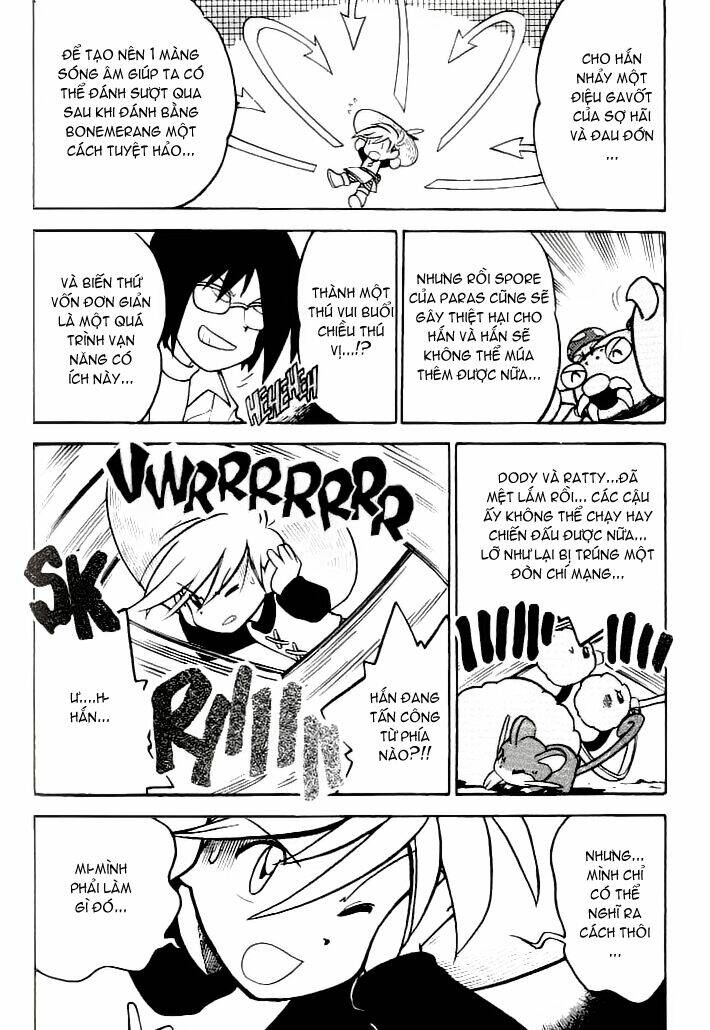 CHO HẮN
NHẢY MỘT
ĐIỆU GAVỐT
CỦA SỢ HÃI
VÀ ĐAU ĐỚN
...
ĐỂ TẠO NÊN 1 MÀNG
SÓNG ÂM GIÚP TA CÓ
THỂ ĐÁNH SƯỢT QUA
SAU KHI ĐÁNH BẰNG
BONEMERANG MỘT
CÁCH TUYỆT HẢO...
NHƯNG RỒI SPORE
CỦA PARAS CŨNG SẼ
GÂY THIỆT HẠI CHO
HẮN VÀ HẮN SẼ
KHÔNG THỂ MÚA
THÊM ĐƯỢC NỮA...
THÀNH MỘT
THÚ VUI BUỔI
CHIỀU THÚ
VỊ...!?
HEHEHEH
VÀ BIẾN THỨ
VỐN ĐƠN GIẢN
LÀ MỘT QUÁ
TRÌNH VẠN
NĂNG CÓ
ÍCH NÀY...
DODY VÀ RATTY...ĐÃ
MỆT LẮM RỒI... CÁC CẬU
ẤY KHÔNG THỂ CHẠY HAY
CHIẾN ĐẤU ĐƯỢC NỮA...
LỠ NHƯ LẠI BỊ TRÚNG MỘT
ĐÒN CHÍ MẠNG...
VWRRRRRRRR
SK
HẮN ĐANG
TẤN CÔNG
TỪ PHÍA
NÀO?!!
Ư....H-
HẮN...
NHƯNG...
MÌNH CHỈ
CÓ THỂ
NGHĨ RA
CÁCH THÔI
...
MI-MÌNH
PHẢI LÀM
GÌ ĐÓ...